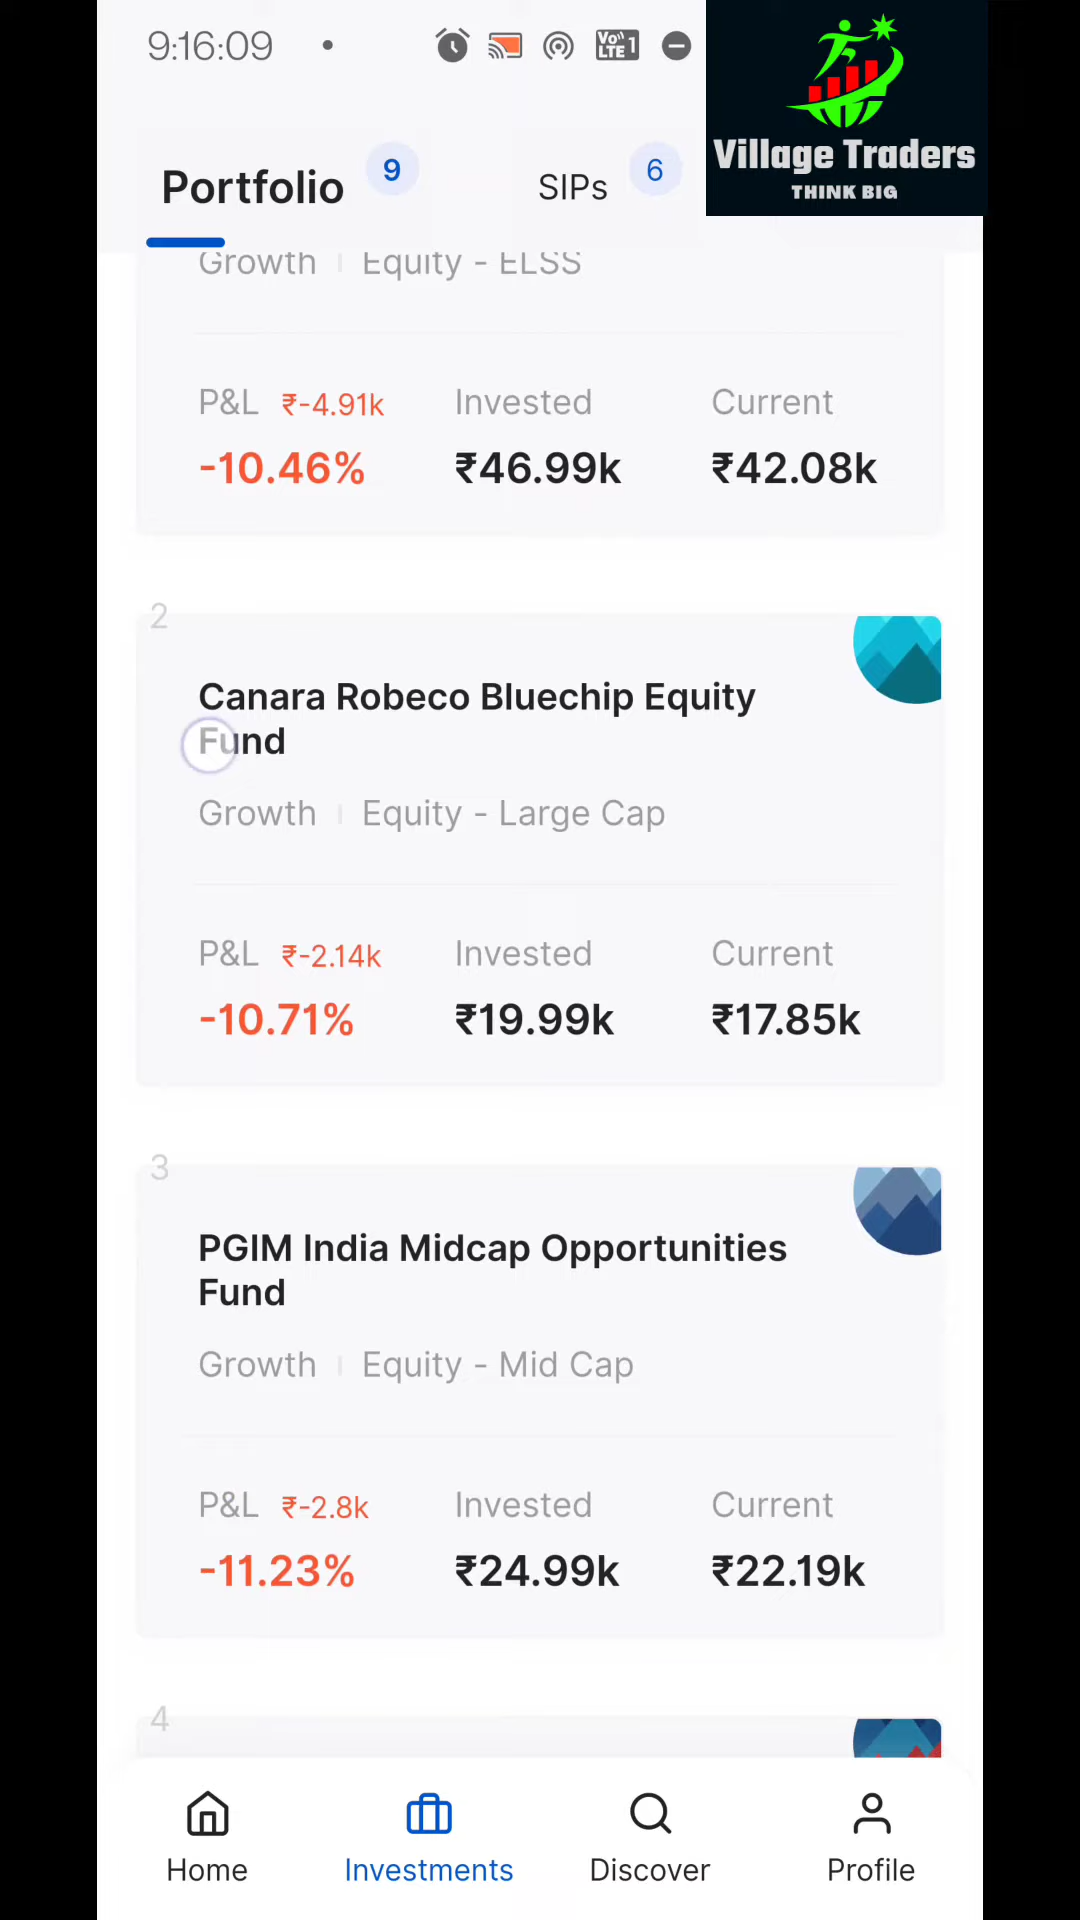 9:16:09
Vo LTE 1
Village Traders
THINK BIG
Portfolio 9 SIPs 6
Growth Equity - ELSS
P&L ₹-4.91k Invested Current
-10.46% ₹46.99k ₹42.08k
2
Canara Robeco Bluechip Equity
Fund
Growth Equity - Large Cap
P&L ₹-2.14k Invested Current
-10.71% ₹19.99k ₹17.85k
3
PGIM India Midcap Opportunities
Fund
Growth Equity - Mid Cap
P&L ₹-2.8k Invested Current
-11.23% ₹24.99k ₹22.19k
4
Home Investments Discover Profile